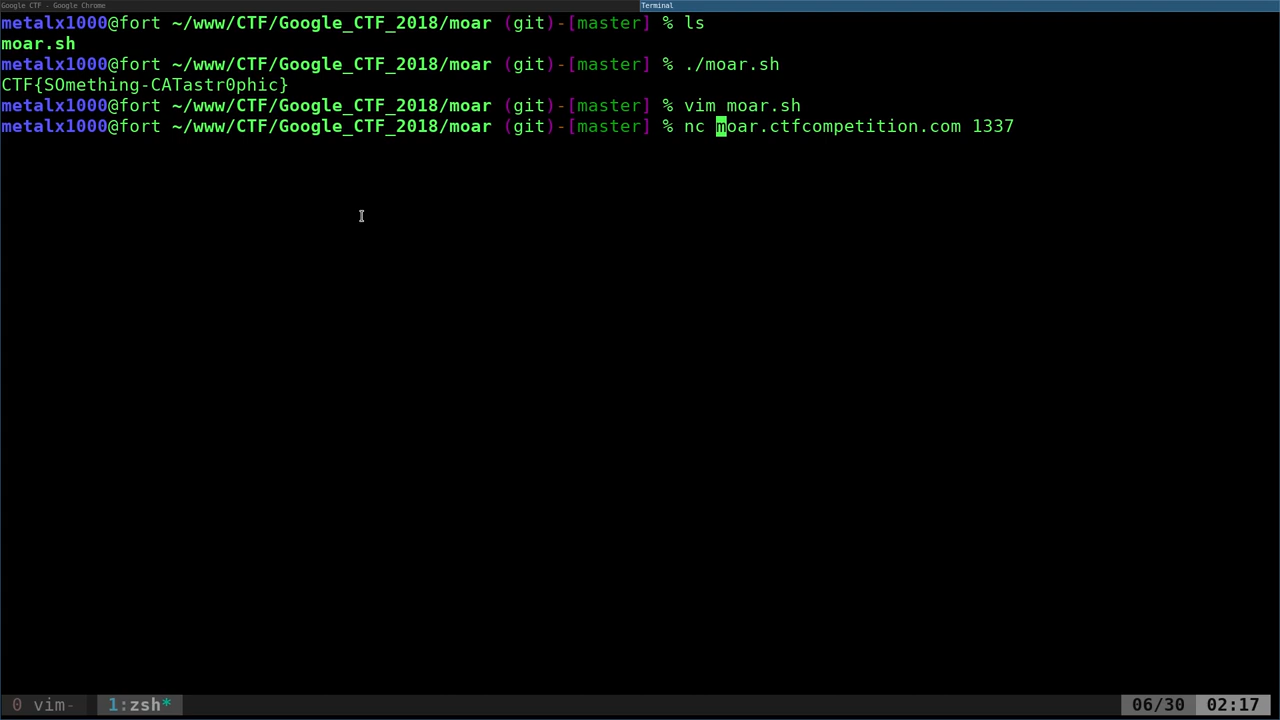 Google CTF - Google Chrome
Terminal
metalx1000@fort ~/www/CTF/Google_CTF_2018/moar (git)-[master] % ls
moar.sh
metalx1000@fort ~/www/CTF/Google_CTF_2018/moar (git)-[master] % ./moar.sh
CTF{SOmething-CATastr0phic}
metalx1000@fort ~/www/CTF/Google_CTF_2018/moar (git)-[master] % vim moar.sh
metalx1000@fort ~/www/CTF/Google_CTF_2018/moar (git)-[master] % nc moar.ctfcompetition.com 1337
0 vim- 1:zsh* 06/30 02:17